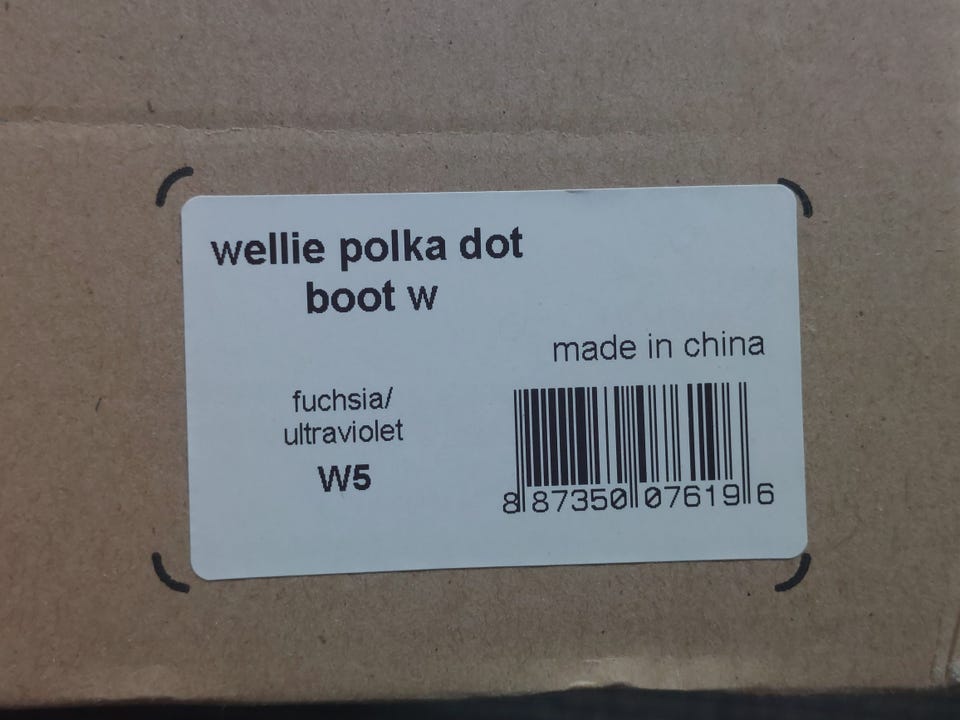 wellie polka dot
boot w
made in china
fuchsia/
ultraviolet
W5
8 87350 07619 6